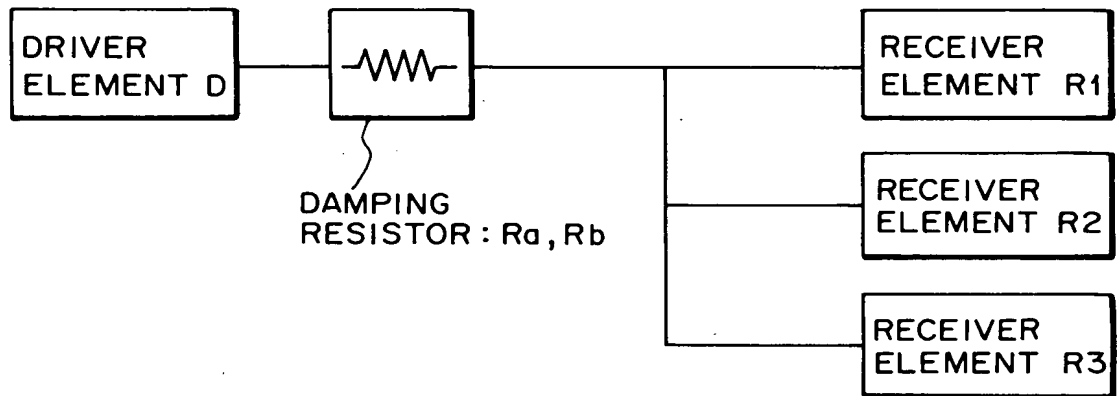 DRIVER
ELEMENT D
DAMPING
RESISTOR : Ra, Rb
RECEIVER
ELEMENT R1
RECEIVER
ELEMENT R2
RECEIVER
ELEMENT R3